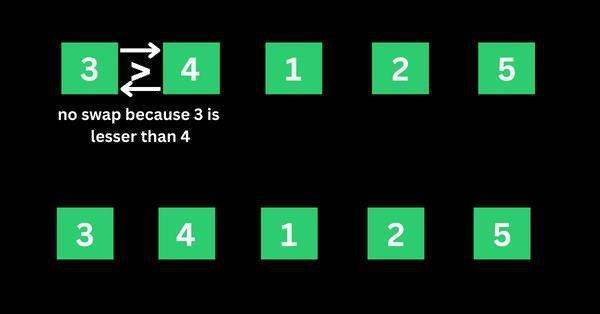 3 > 4 1 2 5
no swap because 3 is
lesser than 4
3 4 1 2 5